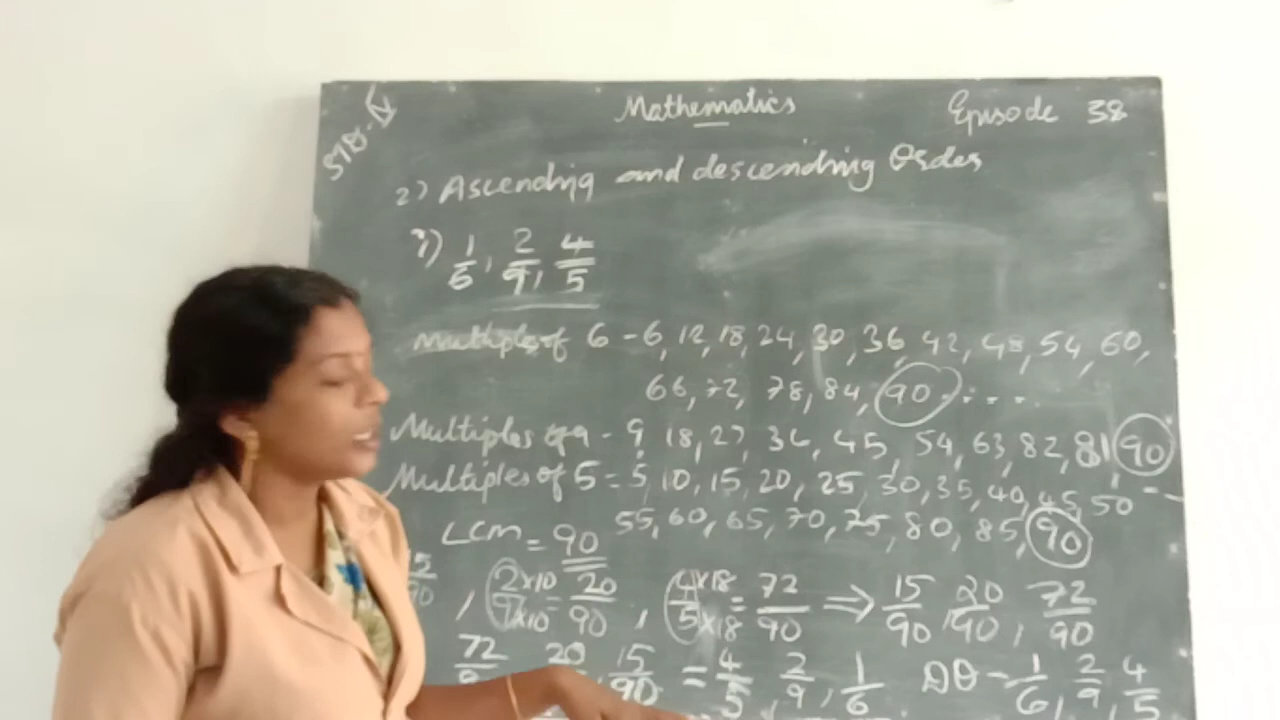 STD - V
Mathematics
Episode 38
2) Ascending and descending Order
i) 1/6, 2/9, 4/5
Multiples of 6 - 6, 12, 18, 24, 30, 36, 42, 48, 54, 60,
66, 72, 78, 84, 90 ....
Multiples of 9 - 9, 18, 27, 36, 45, 54, 63, 82, 81 90
Multiples of 5 = 5, 10, 15, 20, 25, 30, 35, 40, 45, 50 --
55, 60, 65, 70, 75, 80, 85, 90
LCM = 90
, 2×10/9×10 = 20/90, 4×18/5×18 = 72/90 ⇒ 15/90, 20/90, 72/90
72 20 , 15/90 = 4/5, 2/9, 1/6 DO - 1/6, 2/9, 4/5